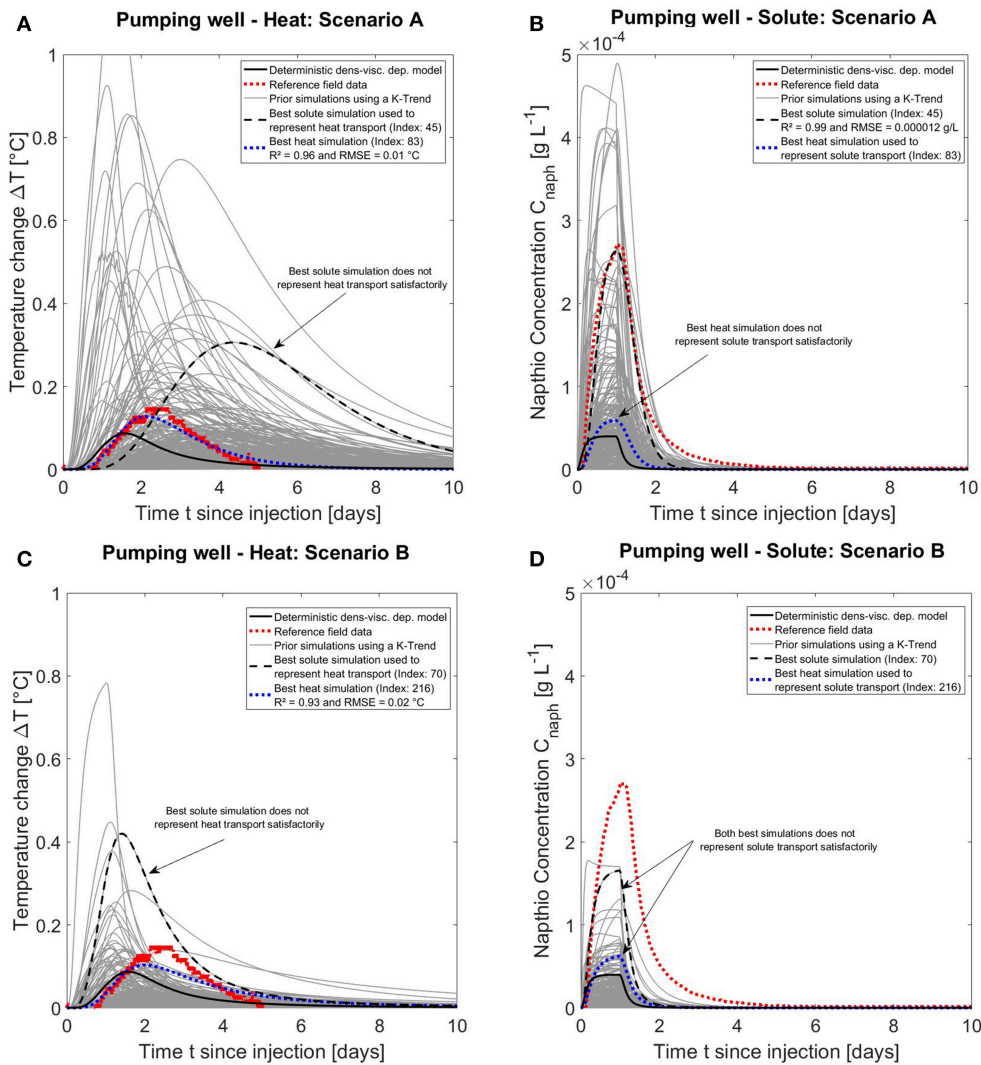 A
Pumping well - Heat: Scenario A
Temperature change Δ T [°C]
1
0.8
0.6
0.4
0.2
0
Deterministic dens-visc. dep. model
Reference field data
Prior simulations using a K-Trend
Best solute simulation used to
represent heat transport (Index: 45)
Best heat simulation (Index: 83)
R² = 0.96 and RMSE = 0.01 °C
Best solute simulation does not
represent heat transport satisfactorily
0 2 4 6 8 10
Time t since injection [days]
B
Pumping well - Solute: Scenario A
×10⁻⁴
Napthio Concentration Cnaph [g L⁻¹]
5
4
3
2
1
0
Deterministic dens-visc. dep. model
Reference field data
Prior simulations using a K-Trend
Best solute simulation (Index: 45)
R² = 0.99 and RMSE = 0.000012 g/L
Best heat simulation used to
represent solute transport (Index: 83)
Best heat simulation does not
represent solute transport satisfactorily
0 2 4 6 8 10
Time t since injection [days]
C
Pumping well - Heat: Scenario B
Temperature change Δ T [°C]
1
0.8
0.6
0.4
0.2
0
Deterministic dens-visc. dep. model
Reference field data
Prior simulations using a K-Trend
Best solute simulation used to
represent heat transport (Index: 70)
Best heat simulation (Index: 216)
R² = 0.93 and RMSE = 0.02 °C
Best solute simulation does not
represent heat transport satisfactorily
0 2 4 6 8 10
Time t since injection [days]
D
Pumping well - Solute: Scenario B
×10⁻⁴
Napthio Concentration Cnaph [g L⁻¹]
5
4
3
2
1
0
Deterministic dens-visc. dep. model
Reference field data
Prior simulations using a K-Trend
Best solute simulation (Index: 70)
Best heat simulation used to
represent solute transport (Index: 216)
Both best simulations does not
represent solute transport satisfactorily
0 2 4 6 8 10
Time t since injection [days]